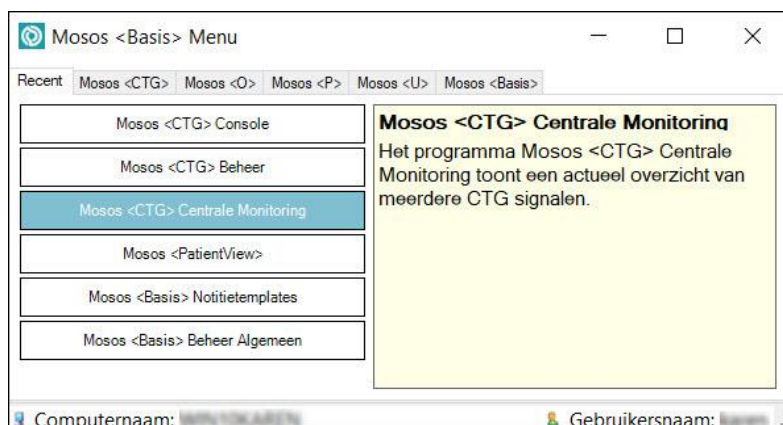 Mosos <Basis> Menu
Recent Mosos <CTG> Mosos <O> Mosos <P> Mosos <U> Mosos <Basis>
Mosos <CTG> Console
Mosos <CTG> Beheer
Mosos <CTG> Centrale Monitoring
Mosos <PatientView>
Mosos <Basis> Notitietemplates
Mosos <Basis> Beheer Algemeen
Mosos <CTG> Centrale Monitoring
Het programma Mosos <CTG> Centrale
Monitoring toont een actueel overzicht van
meerdere CTG signalen.
Computernaam: Gebruikersnaam: